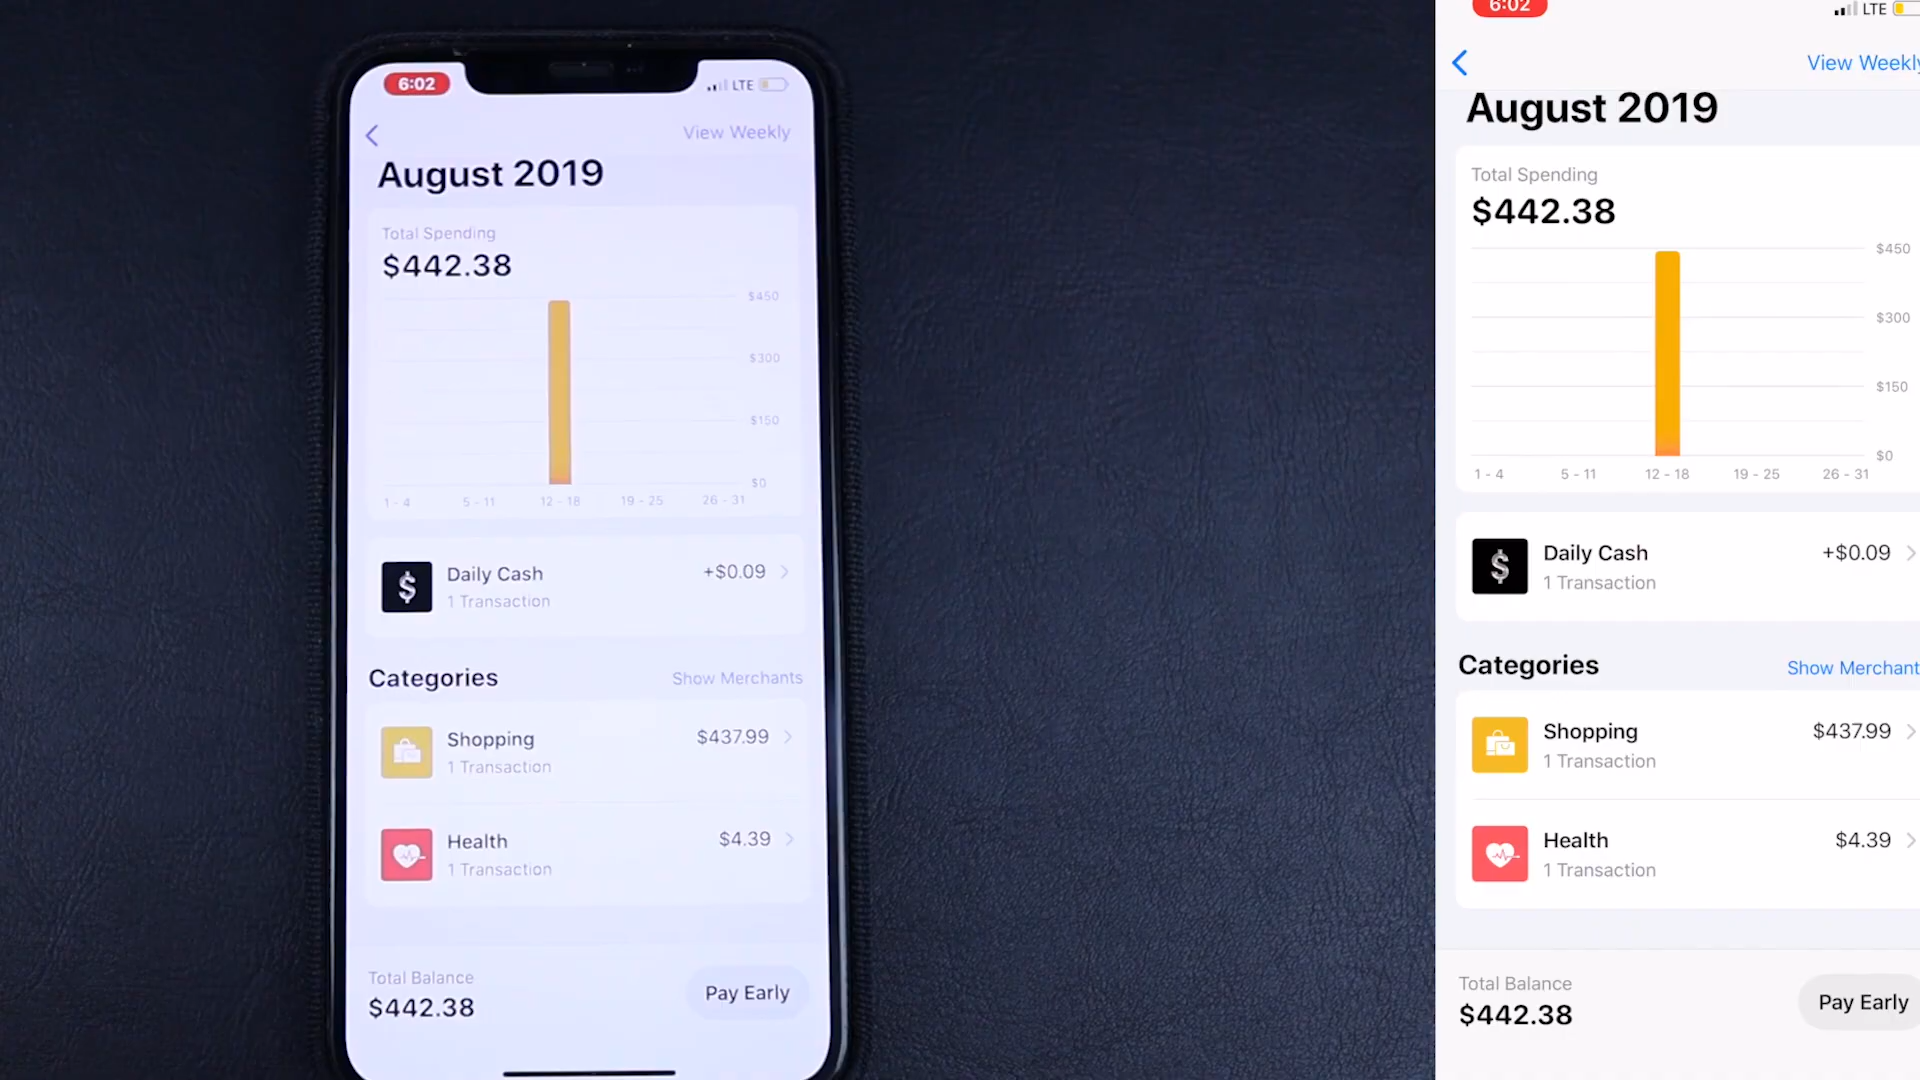 6:02
LTE
View Weekly
August 2019
Total Spending
$442.38
$450
$300
$150
$0
1 - 4 5 - 11 12 - 18 19 - 25 26 - 31
$
Daily Cash +$0.09
1 Transaction
Categories Show Merchants
Shopping $437.99
1 Transaction
Health $4.39
1 Transaction
Total Balance
$442.38
Pay Early
6:02
LTE
View Weekly
August 2019
Total Spending
$442.38
$450
$300
$150
$0
1 - 4 5 - 11 12 - 18 19 - 25 26 - 31
$
Daily Cash +$0.09
1 Transaction
Categories Show Merchant
Shopping $437.99
1 Transaction
Health $4.39
1 Transaction
Total Balance
$442.38
Pay Early